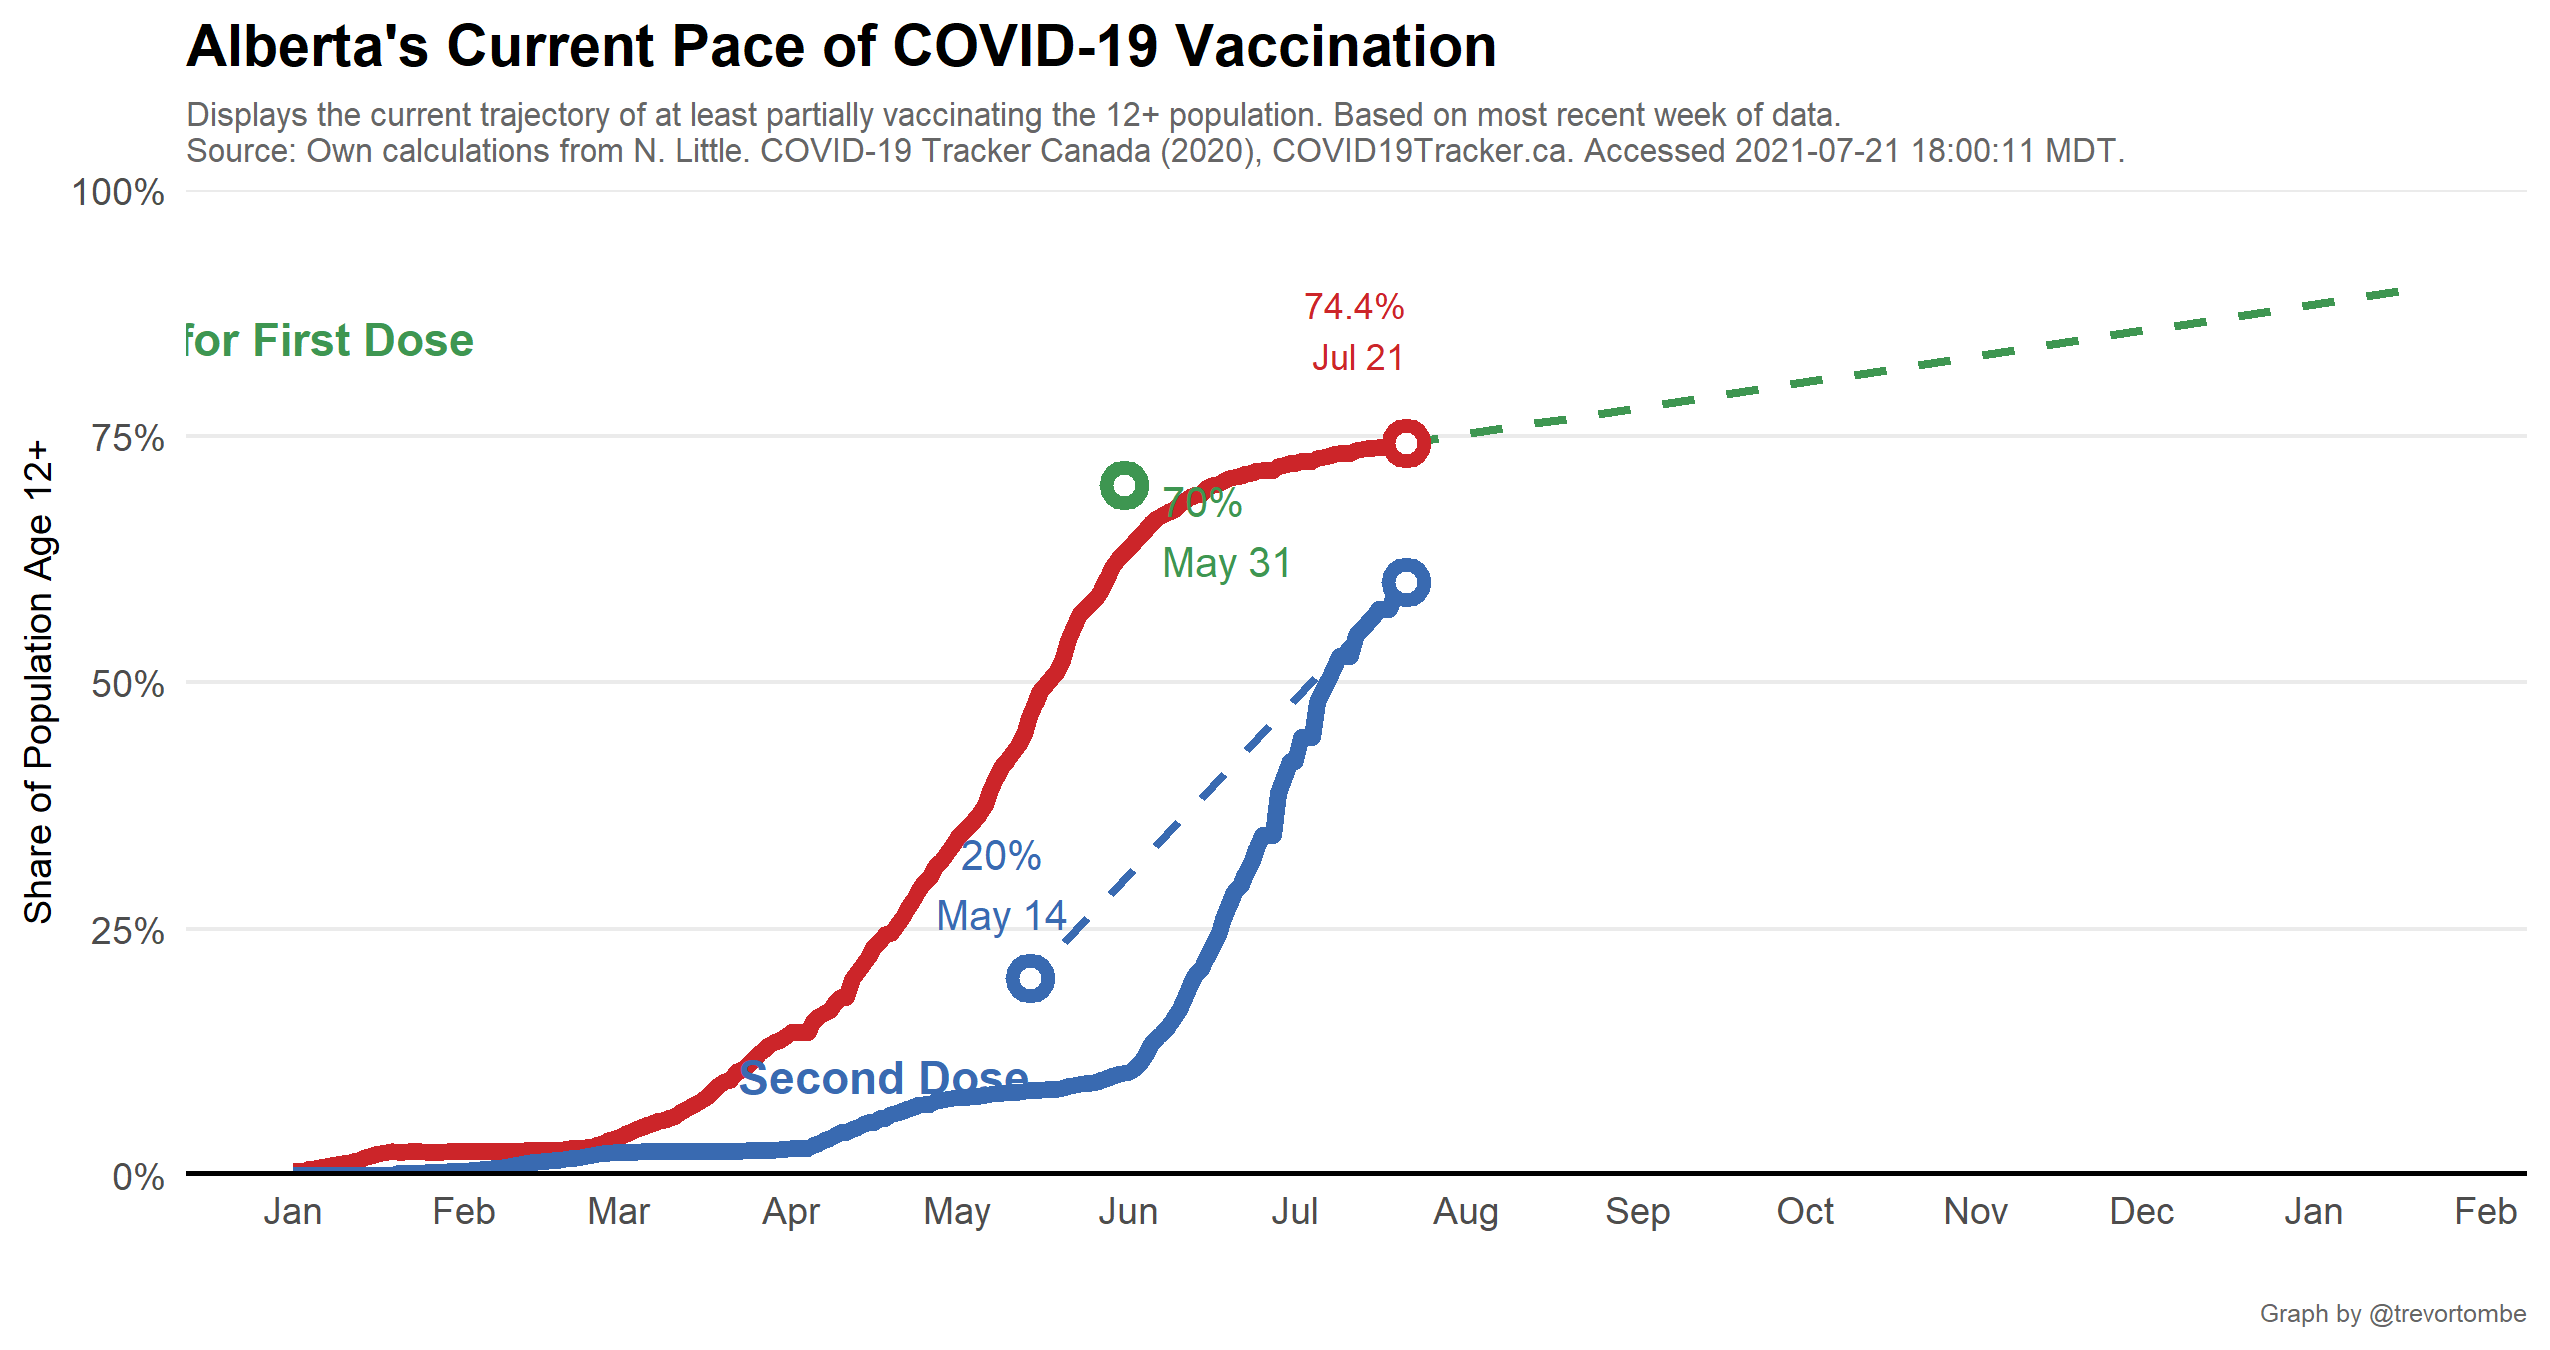 Alberta's Current Pace of COVID-19 Vaccination
Displays the current trajectory of at least partially vaccinating the 12+ population. Based on most recent week of data.
Source: Own calculations from N. Little. COVID-19 Tracker Canada (2020), COVID19Tracker.ca. Accessed 2021-07-21 18:00:11 MDT.
100%
75%
50%
25%
0%
Share of Population Age 12+
for First Dose
74.4%
Jul 21
70%
May 31
20%
May 14
Second Dose
Jan Feb Mar Apr May Jun Jul Aug Sep Oct Nov Dec Jan Feb
Graph by @trevortombe